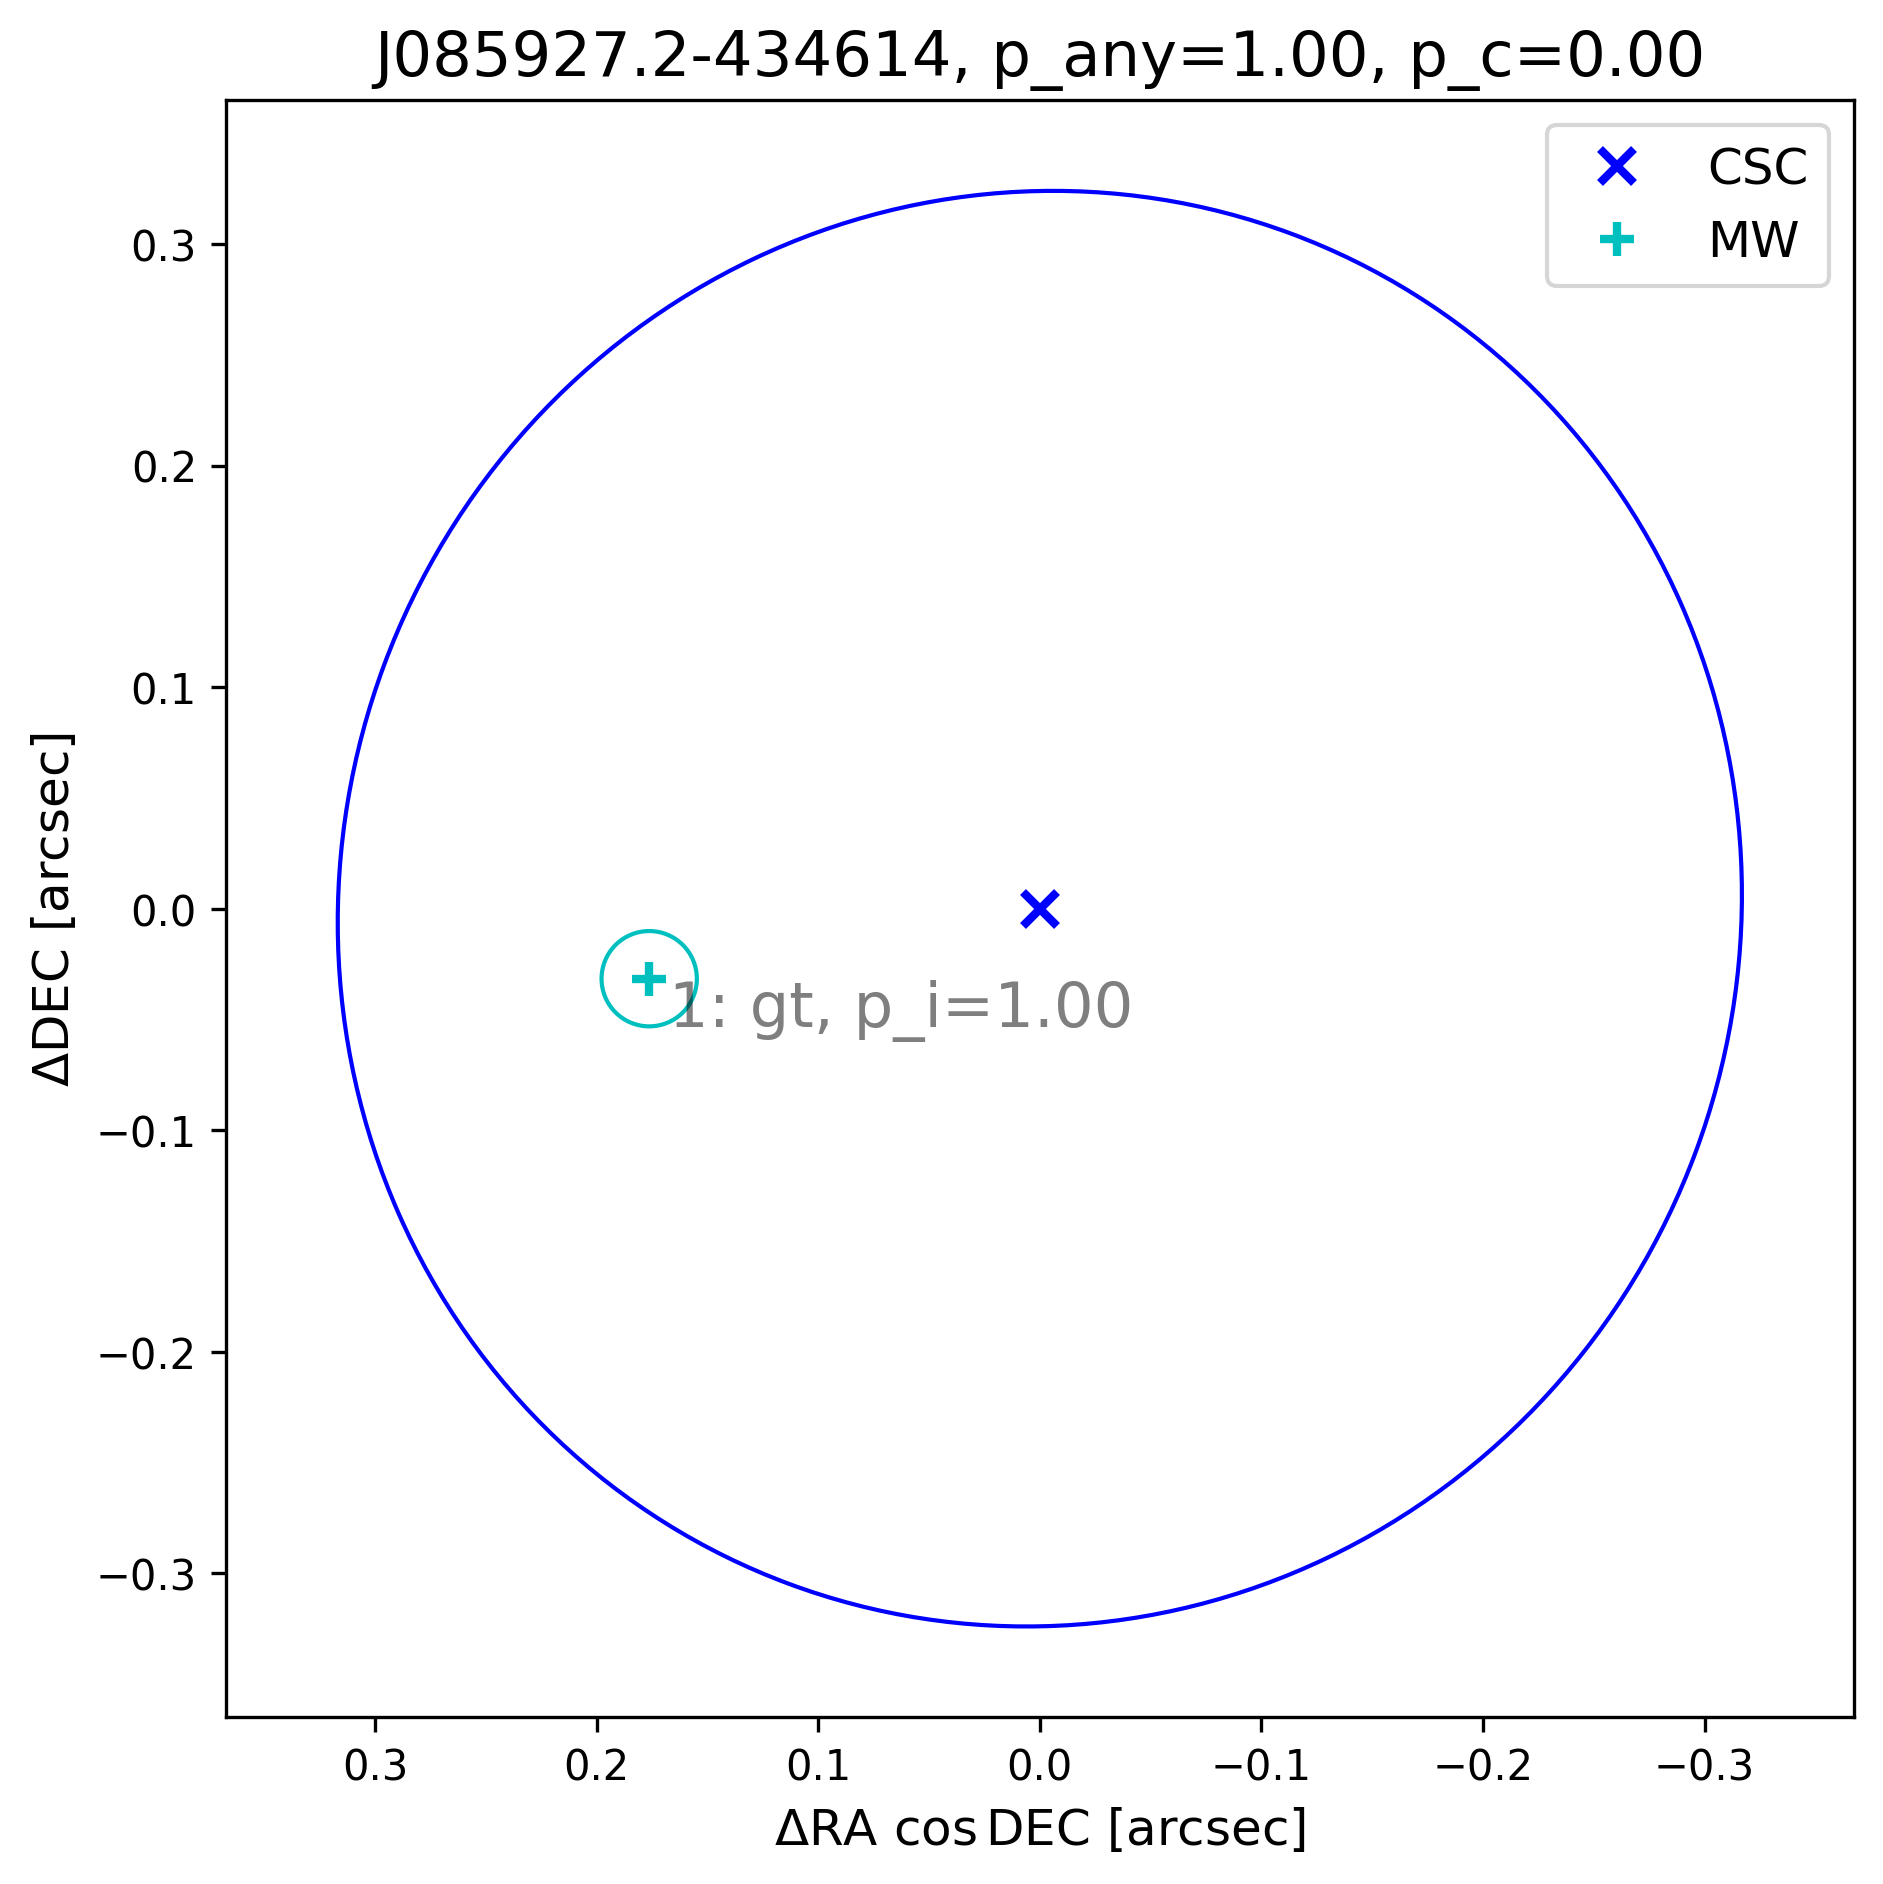 J085927.2-434614, p_any=1.00, p_c=0.00
CSC
MW
0.3
0.2
0.1
0.0
−0.1
−0.2
−0.3
ΔDEC [arcsec]
1: gt, p_i=1.00
0.3
0.2
0.1
0.0
−0.1
−0.2
−0.3
ΔRA cos DEC [arcsec]